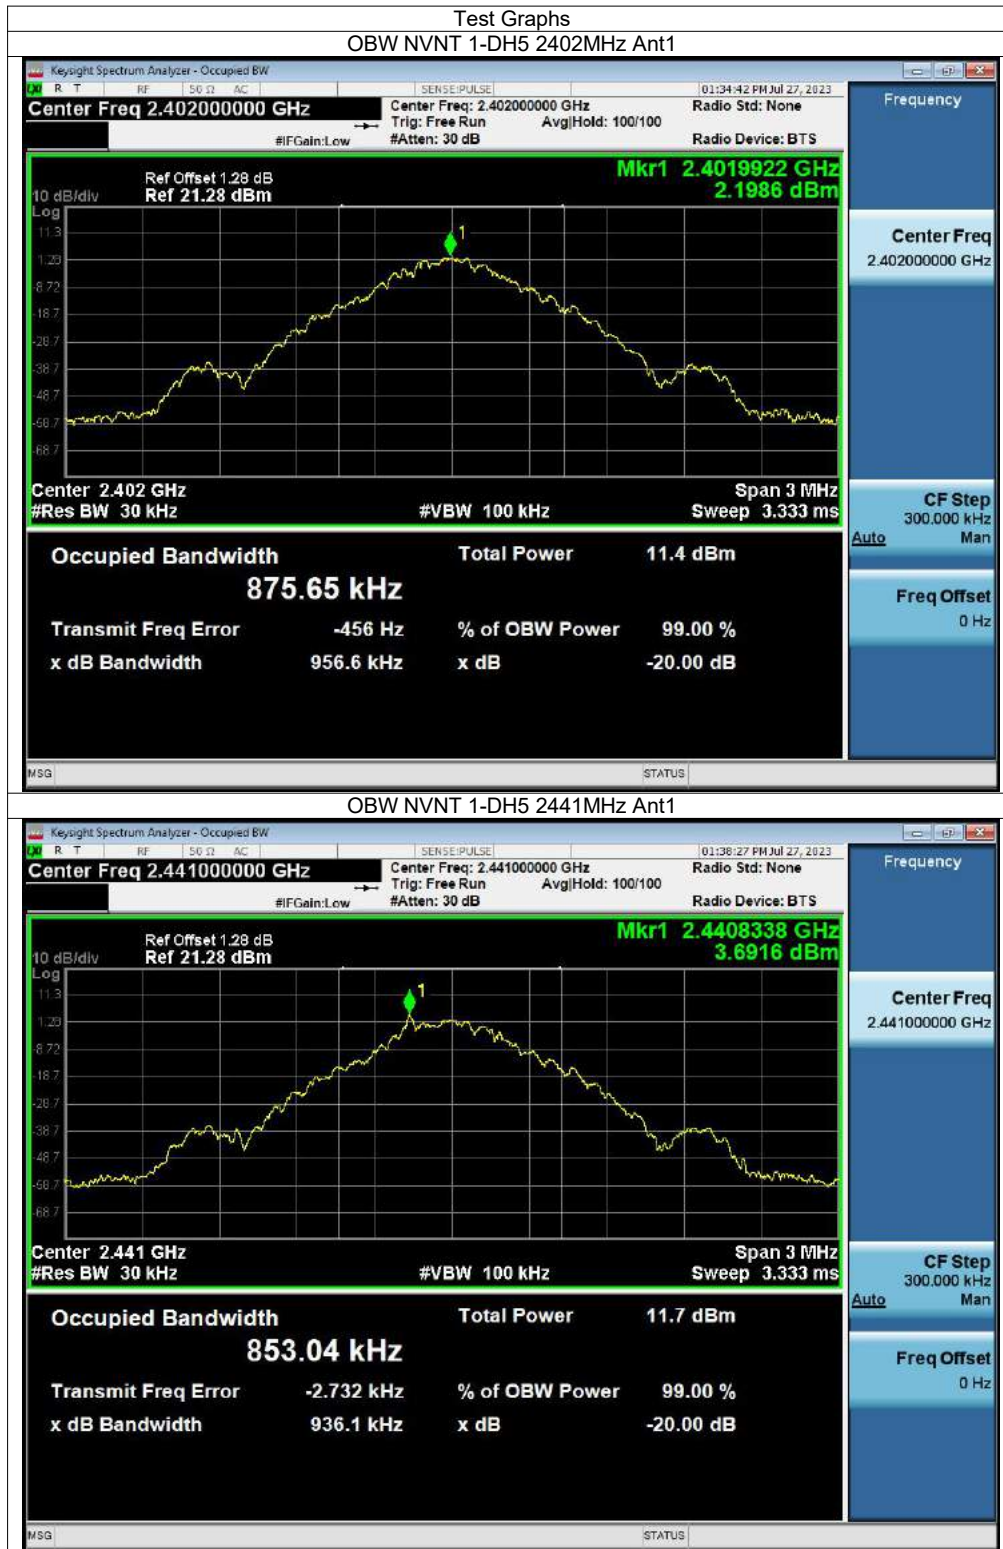 Test Graphs
OBW NVNT 1-DH5 2402MHz Ant1
Keysight Spectrum Analyzer - Occupied BW
LXI R T RF 50 Ω AC SENSE:PULSE 01:34:42 PM Jul 27, 2023
Center Freq 2.402000000 GHz Center Freq: 2.402000000 GHz Radio Std: None Frequency
Trig: Free Run Avg|Hold: 100/100
#IFGain:Low #Atten: 30 dB Radio Device: BTS
Mkr1 2.4019922 GHz
Ref Offset 1.28 dB
10 dB/div Ref 21.28 dBm 2.1986 dBm
Log
11.3
1
Center Freq
2.402000000 GHz
1.28
-8.72
-18.7
-28.7
-38.7
-48.7
-58.7
-68.7
Center 2.402 GHz Span 3 MHz
#Res BW 30 kHz #VBW 100 kHz Sweep 3.333 ms
CF Step
300.000 kHz
Auto Man
Occupied Bandwidth Total Power 11.4 dBm
875.65 kHz
Freq Offset
0 Hz
Transmit Freq Error -456 Hz % of OBW Power 99.00 %
x dB Bandwidth 956.6 kHz x dB -20.00 dB
MSG STATUS
OBW NVNT 1-DH5 2441MHz Ant1
Keysight Spectrum Analyzer - Occupied BW
LXI R T RF 50 Ω AC SENSE:PULSE 01:38:27 PM Jul 27, 2023
Center Freq 2.441000000 GHz Center Freq: 2.441000000 GHz Radio Std: None Frequency
Trig: Free Run Avg|Hold: 100/100
#IFGain:Low #Atten: 30 dB Radio Device: BTS
Mkr1 2.4408338 GHz
Ref Offset 1.28 dB
10 dB/div Ref 21.28 dBm 3.6916 dBm
Log
11.3
1
Center Freq
2.441000000 GHz
1.28
-8.72
-18.7
-28.7
-38.7
-48.7
-58.7
-68.7
Center 2.441 GHz Span 3 MHz
#Res BW 30 kHz #VBW 100 kHz Sweep 3.333 ms
CF Step
300.000 kHz
Auto Man
Occupied Bandwidth Total Power 11.7 dBm
853.04 kHz
Freq Offset
0 Hz
Transmit Freq Error -2.732 kHz % of OBW Power 99.00 %
x dB Bandwidth 936.1 kHz x dB -20.00 dB
MSG STATUS